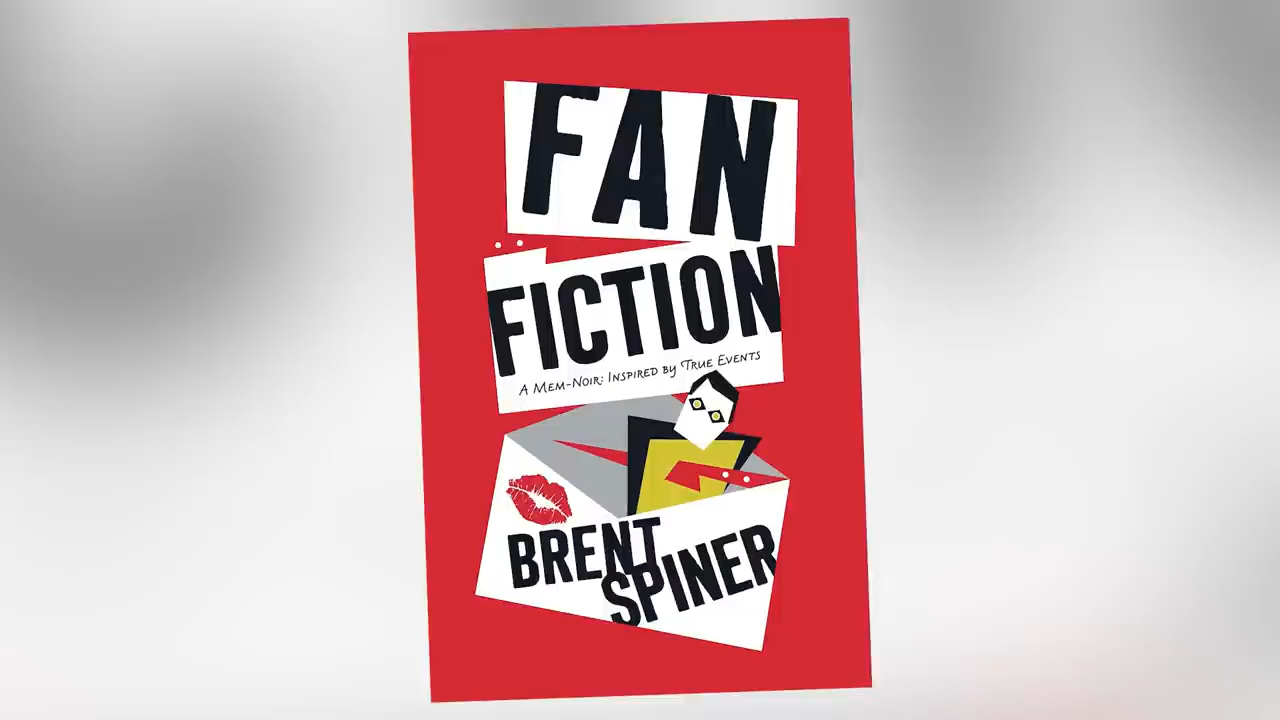 FAN
FICTION
A MEM-NOIR: INSPIRED BY TRUE EVENTS
BRENT
SPINER